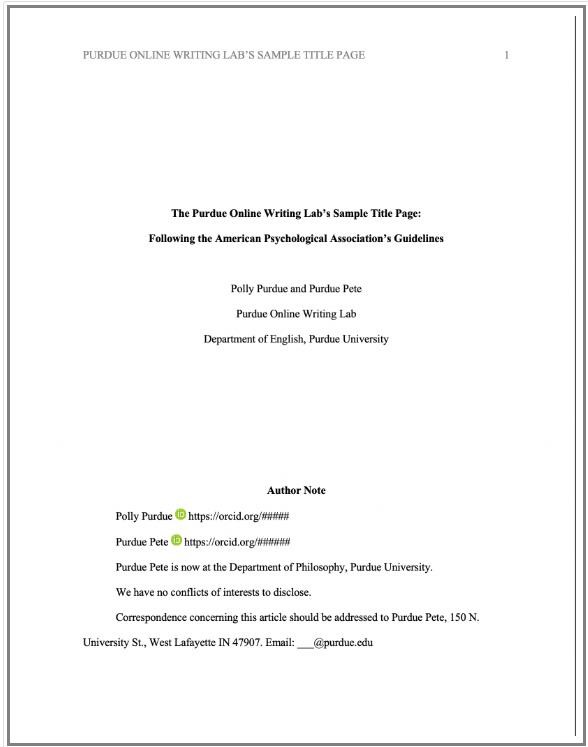 PURDUE ONLINE WRITING LAB’S SAMPLE TITLE PAGE 1
The Purdue Online Writing Lab’s Sample Title Page:
Following the American Psychological Association’s Guidelines
Polly Purdue and Purdue Pete
Purdue Online Writing Lab
Department of English, Purdue University
Author Note
Polly Purdue iD https://orcid.org/#####
Purdue Pete iD https://orcid.org/######
Purdue Pete is now at the Department of Philosophy, Purdue University.
We have no conflicts of interests to disclose.
Correspondence concerning this article should be addressed to Purdue Pete, 150 N.
University St., West Lafayette IN 47907. Email: ___@purdue.edu